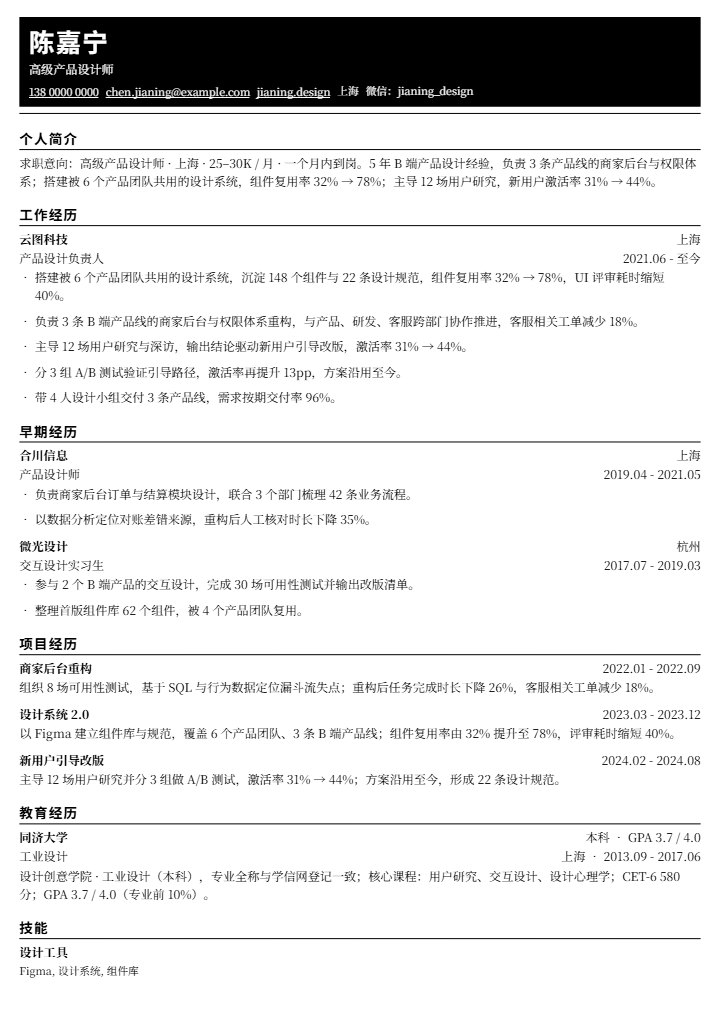 陈嘉宁
高级产品设计师
138 0000 0000 chen.jianing@example.com jianing.design 上海 微信：jianing_design
个人简介
求职意向：高级产品设计师 · 上海 · 25–30K / 月 · 一个月内到岗。5 年 B 端产品设计经验，负责 3 条产品线的商家后台与权限体
系；搭建被 6 个产品团队共用的设计系统，组件复用率 32% → 78%；主导 12 场用户研究，新用户激活率 31% → 44%。
工作经历
云图科技 上海
产品设计负责人 2021.06 - 至今
· 搭建被 6 个产品团队共用的设计系统，沉淀 148 个组件与 22 条设计规范，组件复用率 32% → 78%，UI 评审耗时缩短
40%。
· 负责 3 条 B 端产品线的商家后台与权限体系重构，与产品、研发、客服跨部门协作推进，客服相关工单减少 18%。
· 主导 12 场用户研究与深访，输出结论驱动新用户引导改版，激活率 31% → 44%。
· 分 3 组 A/B 测试验证引导路径，激活率再提升 13pp，方案沿用至今。
· 带 4 人设计小组交付 3 条产品线，需求按期交付率 96%。
早期经历
合川信息 上海
产品设计师 2019.04 - 2021.05
· 负责商家后台订单与结算模块设计，联合 3 个部门梳理 42 条业务流程。
· 以数据分析定位对账差错来源，重构后人工核对时长下降 35%。
微光设计 杭州
交互设计实习生 2017.07 - 2019.03
· 参与 2 个 B 端产品的交互设计，完成 30 场可用性测试并输出改版清单。
· 整理首版组件库 62 个组件，被 4 个产品团队复用。
项目经历
商家后台重构 2022.01 - 2022.09
组织 8 场可用性测试，基于 SQL 与行为数据定位漏斗流失点；重构后任务完成时长下降 26%，客服相关工单减少 18%。
设计系统 2.0 2023.03 - 2023.12
以 Figma 建立组件库与规范，覆盖 6 个产品团队、3 条 B 端产品线；组件复用率由 32% 提升至 78%，评审耗时缩短 40%。
新用户引导改版 2024.02 - 2024.08
主导 12 场用户研究并分 3 组做 A/B 测试，激活率 31% → 44%；方案沿用至今，形成 22 条设计规范。
教育经历
同济大学 本科 · GPA 3.7 / 4.0
工业设计 上海 · 2013.09 - 2017.06
设计创意学院 · 工业设计（本科），专业全称与学信网登记一致；核心课程：用户研究、交互设计、设计心理学；CET-6 580
分；GPA 3.7 / 4.0（专业前 10%）。
技能
设计工具
Figma, 设计系统, 组件库